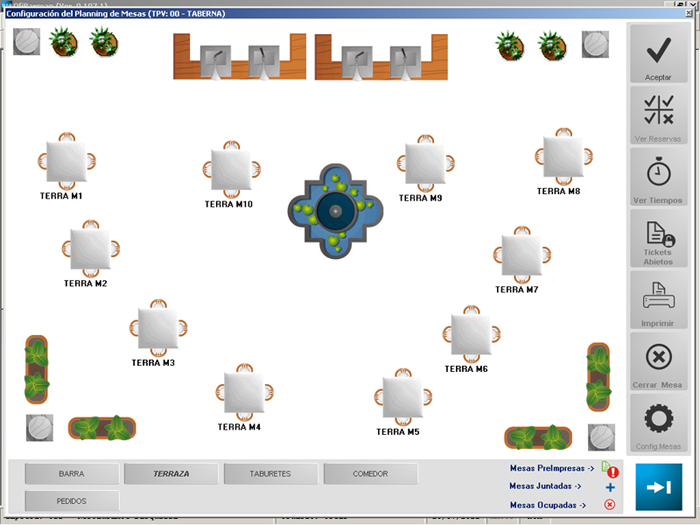 Configuración del Planning de Mesas (TPV: 00 - TABERNA)
Aceptar
Ver Reservas
Ver Tiempos
Tickets
Abietos
Imprimir
Cerrar Mesa
Config.Mesas
TERRA M1
TERRA M10
TERRA M9
TERRA M8
TERRA M2
TERRA M7
TERRA M3
TERRA M6
TERRA M4
TERRA M5
BARRA
TERRAZA
TABURETES
COMEDOR
PEDIDOS
Mesas PreImpresas ->
Mesas Juntadas ->
Mesas Ocupadas ->